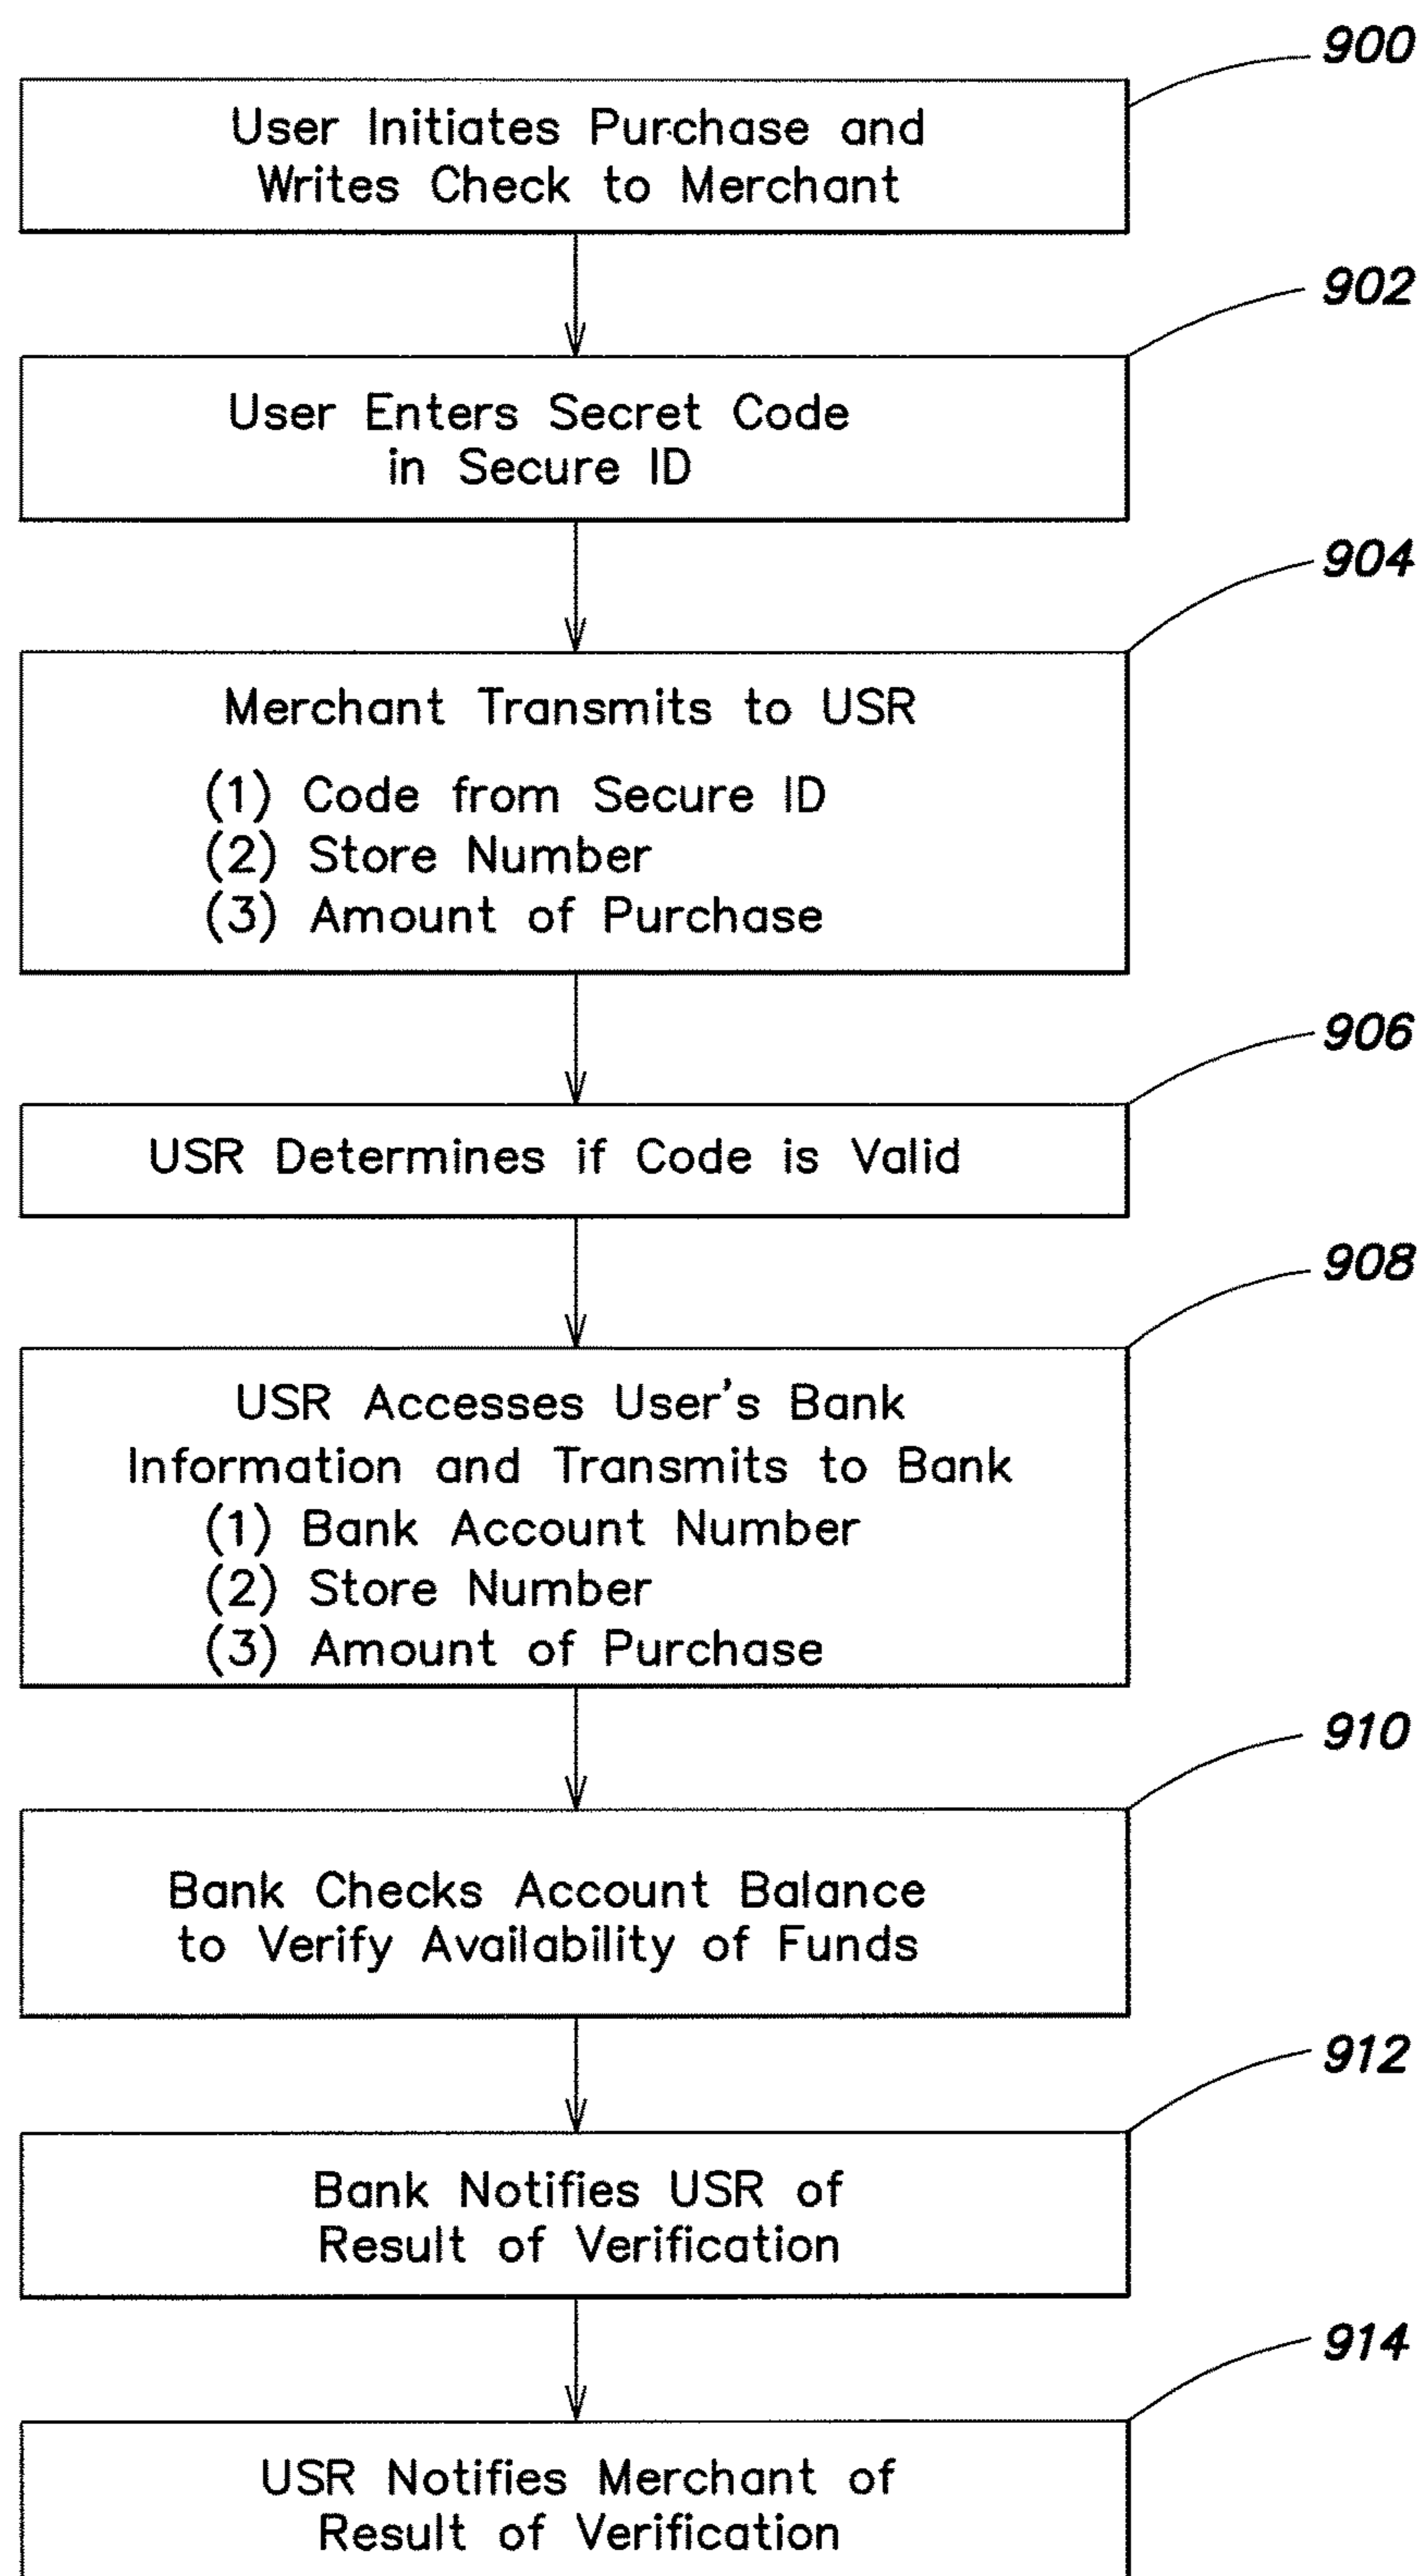 900
User Initiates Purchase and
Writes Check to Merchant
902
User Enters Secret Code
in Secure ID
904
Merchant Transmits to USR
(1) Code from Secure ID
(2) Store Number
(3) Amount of Purchase
906
USR Determines if Code is Valid
908
USR Accesses User's Bank
Information and Transmits to Bank
(1) Bank Account Number
(2) Store Number
(3) Amount of Purchase
910
Bank Checks Account Balance
to Verify Availability of Funds
912
Bank Notifies USR of
Result of Verification
914
USR Notifies Merchant of
Result of Verification